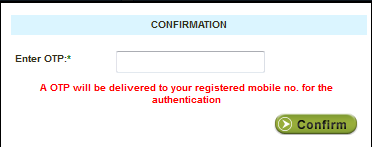 CONFIRMATION
Enter OTP:*
A OTP will be delivered to your registered mobile no. for the
authentication
Confirm